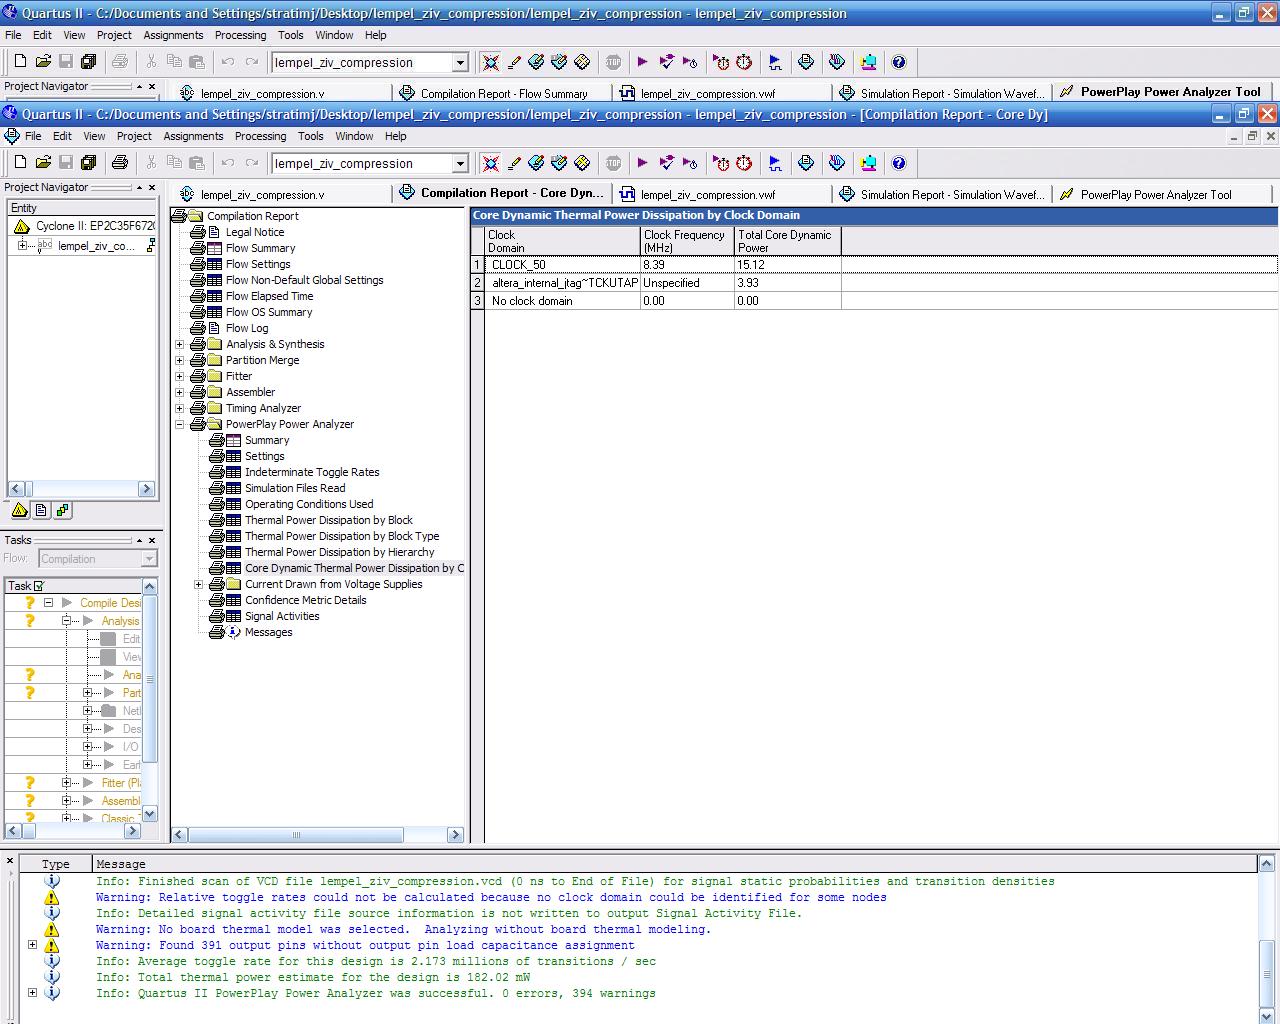 Quartus II - C:/Documents and Settings/stratimj/Desktop/lempel_ziv_compression/lempel_ziv_compression - lempel_ziv_compression
File Edit View Project Assignments Processing Tools Window Help
lempel_ziv_compression
STOP
Project Navigator
lempel_ziv_compression.v
Compilation Report - Flow Summary
lempel_ziv_compression.vwf
Simulation Report - Simulation Wavef...
PowerPlay Power Analyzer Tool
Quartus II - C:/Documents and Settings/stratimj/Desktop/lempel_ziv_compression/lempel_ziv_compression - lempel_ziv_compression - [Compilation Report - Core Dy]
File Edit View Project Assignments Processing Tools Window Help
lempel_ziv_compression
STOP
Project Navigator
abc lempel_ziv_compression.v
Compilation Report - Core Dyn...
lempel_ziv_compression.vwf
Simulation Report - Simulation Wavef...
PowerPlay Power Analyzer Tool
Entity
Cyclone II: EP2C35F672C
abc lempel_ziv_co...
Tasks
Flow: Compilation
Task
Compile Desi
Analysis
Edit
View
Ana
Part
Netl
Des
I/O
Earl
Fitter (Pl
Assembl
Classic T
Compilation Report
Legal Notice
Flow Summary
Flow Settings
Flow Non-Default Global Settings
Flow Elapsed Time
Flow OS Summary
Flow Log
Analysis & Synthesis
Partition Merge
Fitter
Assembler
Timing Analyzer
PowerPlay Power Analyzer
Summary
Settings
Indeterminate Toggle Rates
Simulation Files Read
Operating Conditions Used
Thermal Power Dissipation by Block
Thermal Power Dissipation by Block Type
Thermal Power Dissipation by Hierarchy
Core Dynamic Thermal Power Dissipation by C
Current Drawn from Voltage Supplies
Confidence Metric Details
Signal Activities
Messages
Core Dynamic Thermal Power Dissipation by Clock Domain
Clock Domain Clock Frequency (MHz) Total Core Dynamic Power
1 CLOCK_50 8.39 15.12
2 altera_internal_jtag~TCKUTAP Unspecified 3.93
3 No clock domain 0.00 0.00
Type Message
Info: Finished scan of VCD file lempel_ziv_compression.vcd (0 ns to End of File) for signal static probabilities and transition densities
Warning: Relative toggle rates could not be calculated because no clock domain could be identified for some nodes
Info: Detailed signal activity file source information is not written to output Signal Activity File.
Warning: No board thermal model was selected.  Analyzing without board thermal modeling.
Warning: Found 391 output pins without output pin load capacitance assignment
Info: Average toggle rate for this design is 2.173 millions of transitions / sec
Info: Total thermal power estimate for the design is 182.02 mW
Info: Quartus II PowerPlay Power Analyzer was successful. 0 errors, 394 warnings